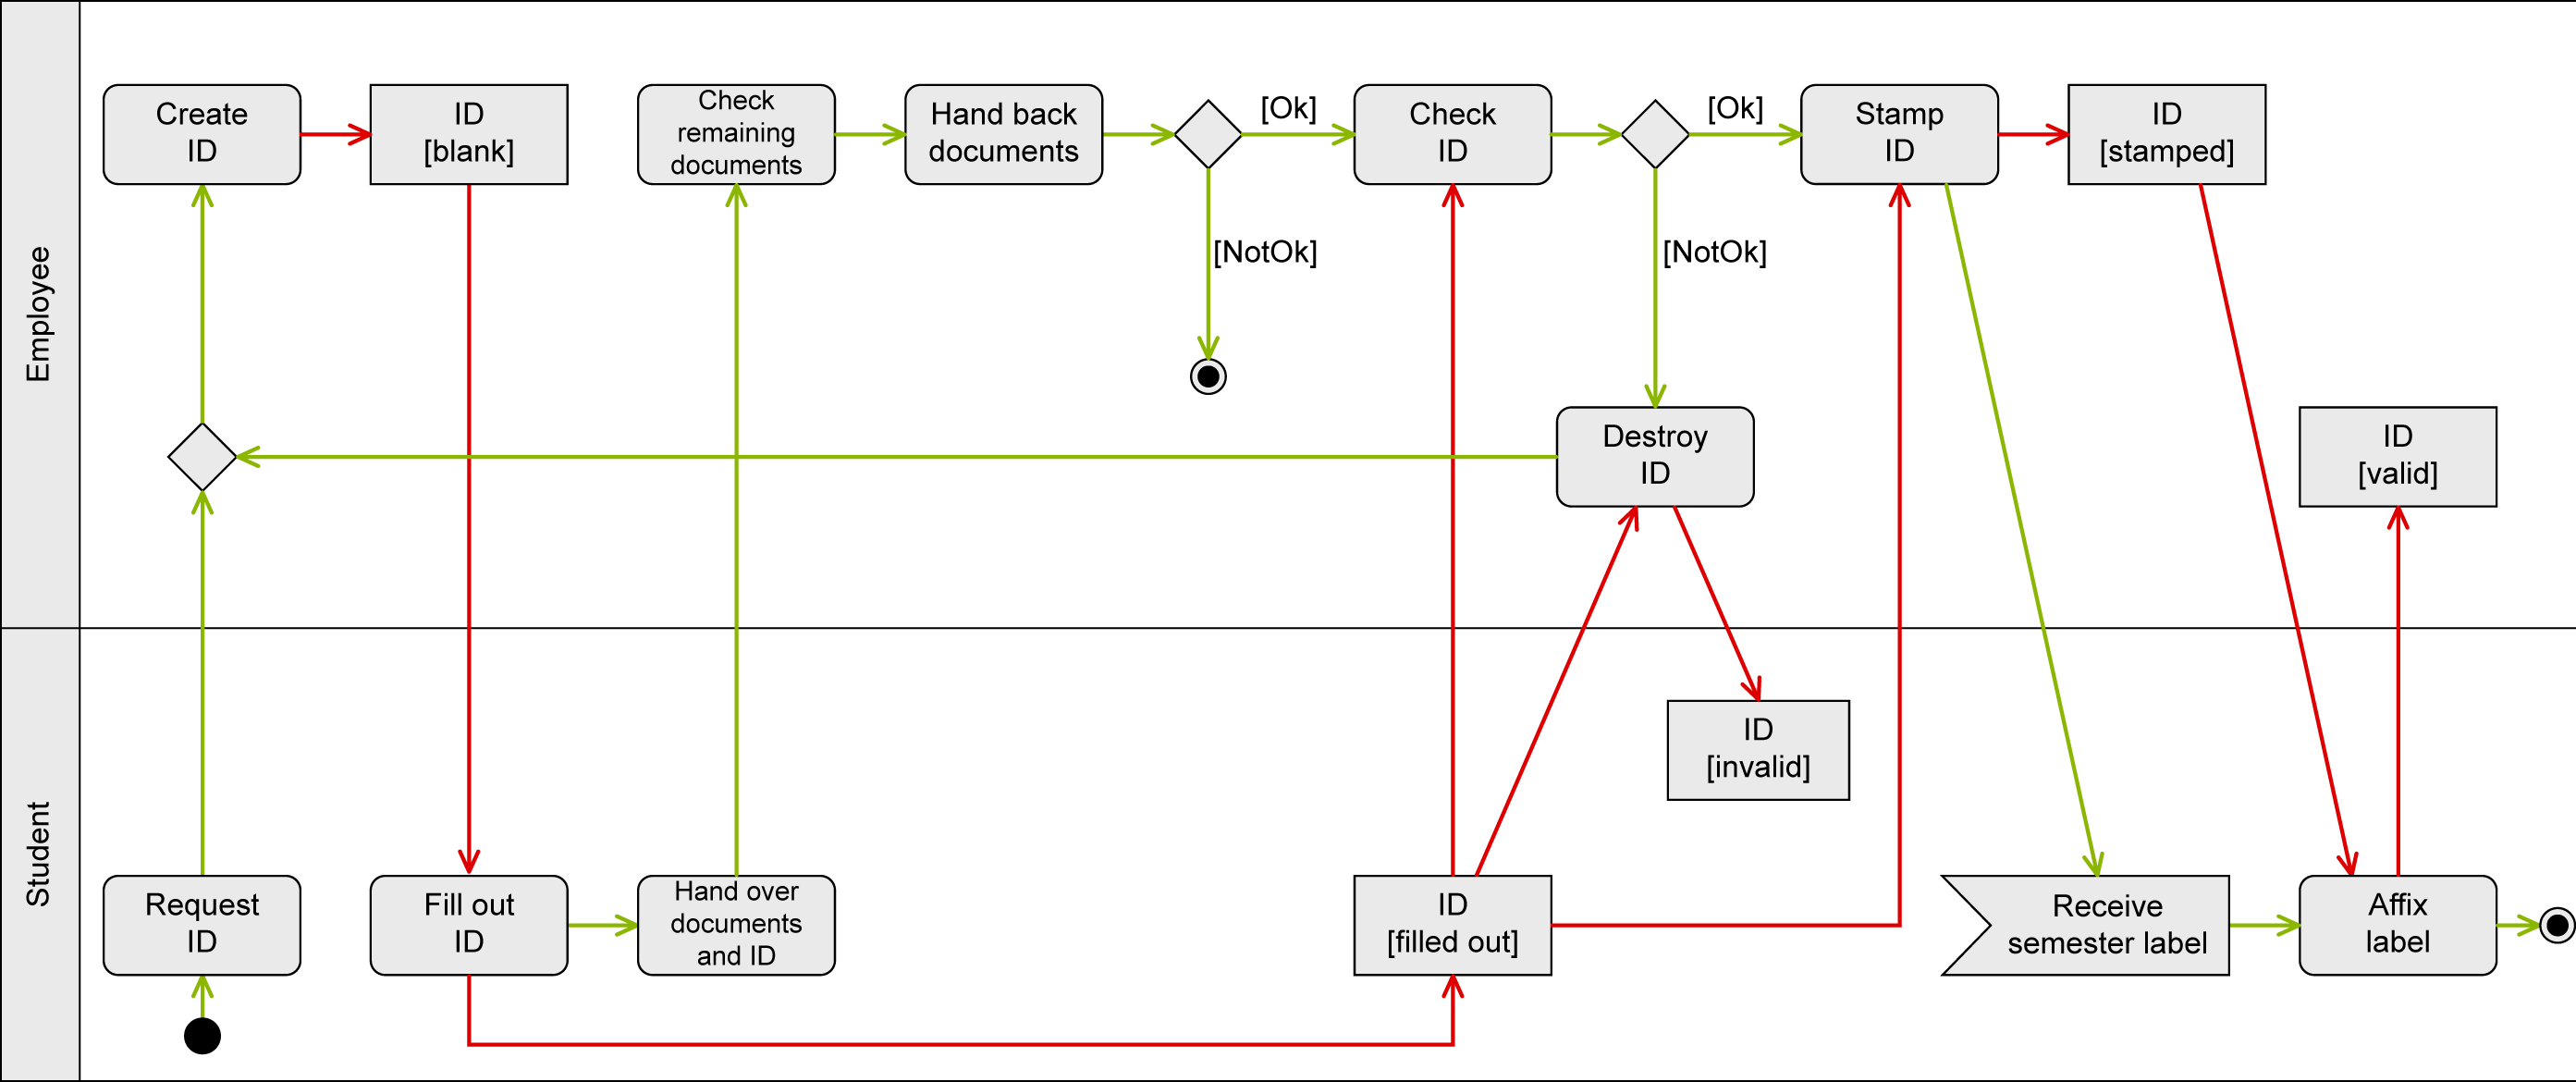 Employee
Create
ID
ID
[blank]
Check
remaining
documents
Hand back
documents
[Ok]
[NotOk]
Check
ID
[Ok]
[NotOk]
Stamp
ID
ID
[stamped]
Destroy
ID
ID
[valid]
Student
ID
[invalid]
Request
ID
Fill out
ID
Hand over
documents
and ID
ID
[filled out]
Receive
semester label
Affix
label